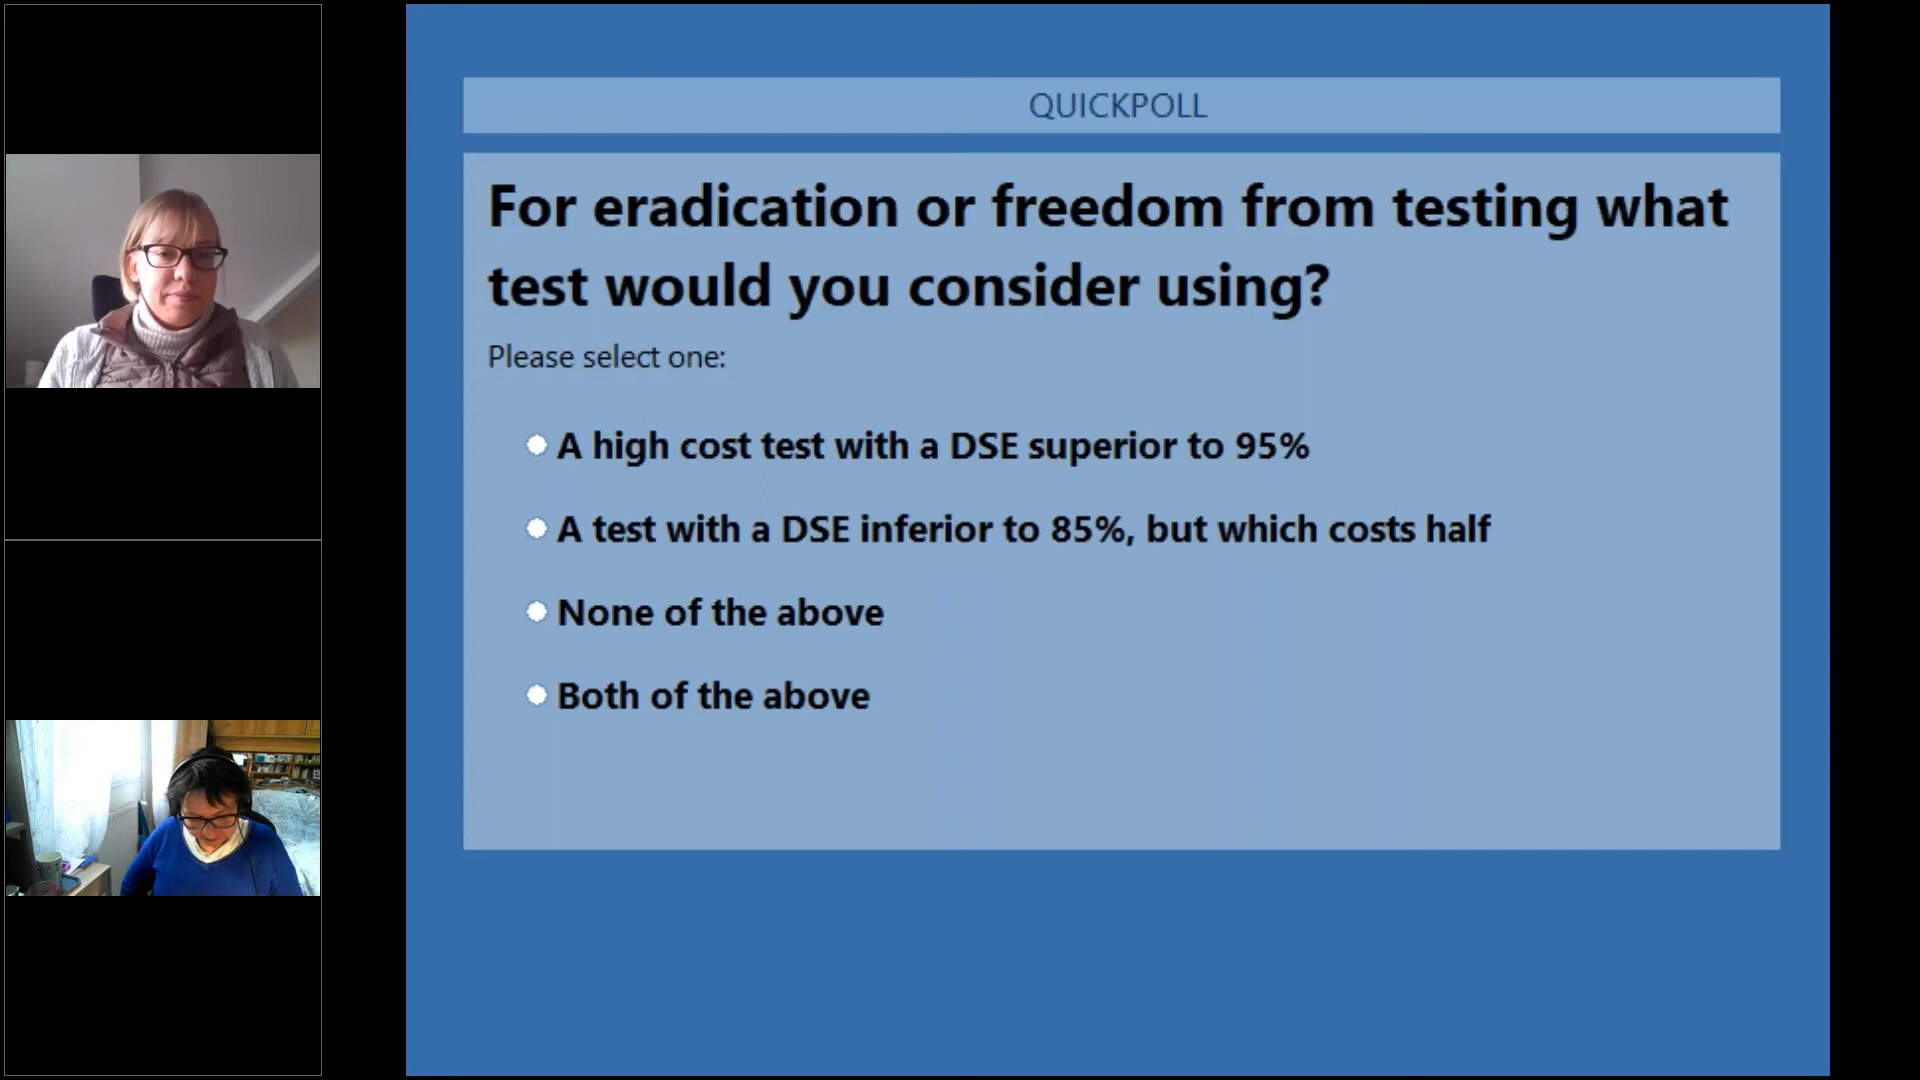 QUICKPOLL
For eradication or freedom from testing what
test would you consider using?
Please select one:
A high cost test with a DSE superior to 95%
A test with a DSE inferior to 85%, but which costs half
None of the above
Both of the above